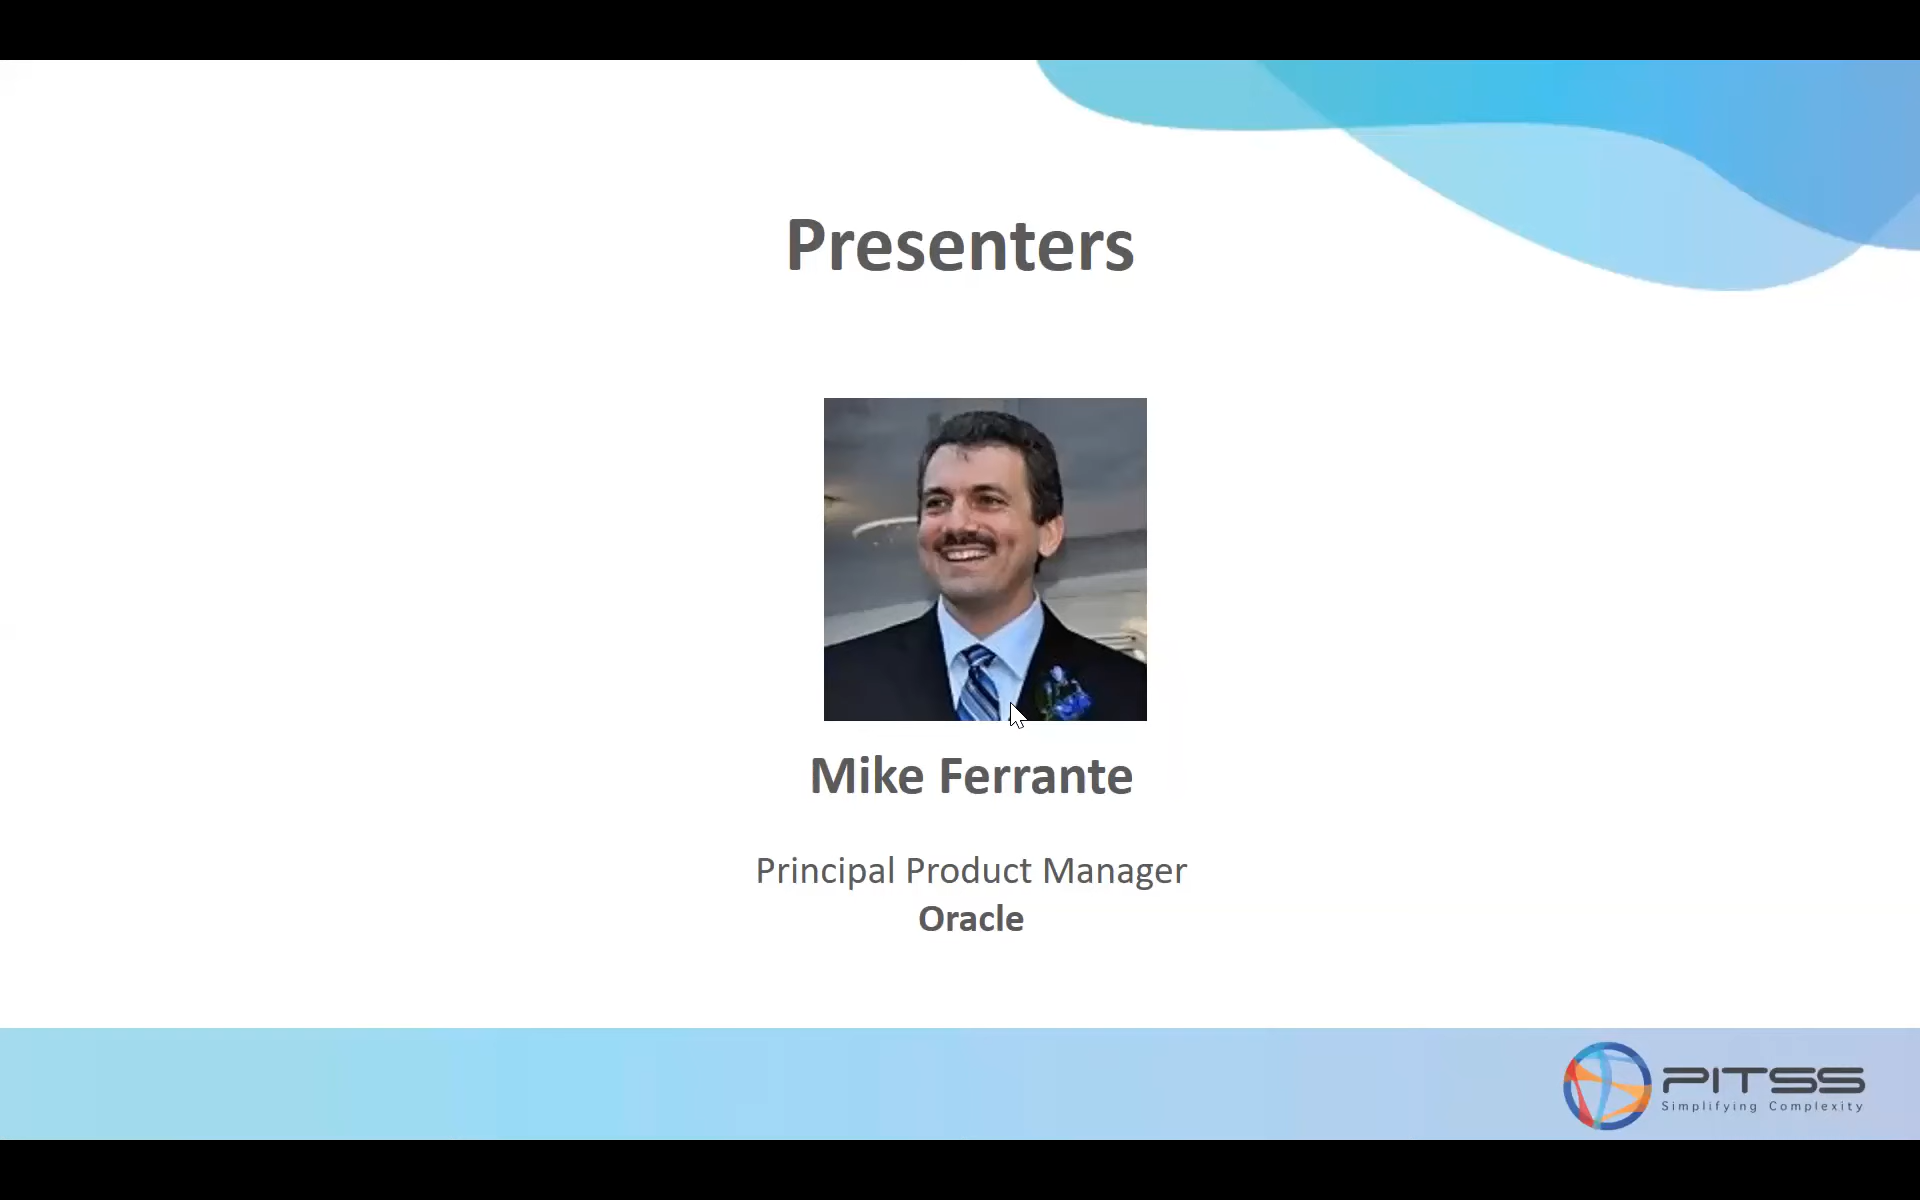 Presenters
Mike Ferrante
Principal Product Manager
Oracle
PITSS
Simplifying Complexity